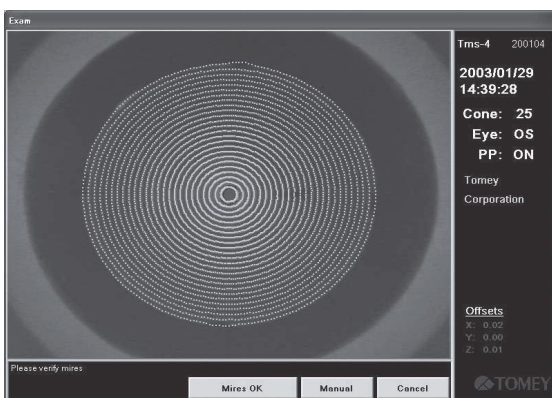 Exam
Tms-4 200104
2003/01/29
14:39:28
Cone: 25
Eye: OS
PP: ON
Tomey
Corporation
Offsets
X: 0.02
Y: 0.00
Z: 0.01
Please verify mires
Mires OK Manual Cancel
TOMEY